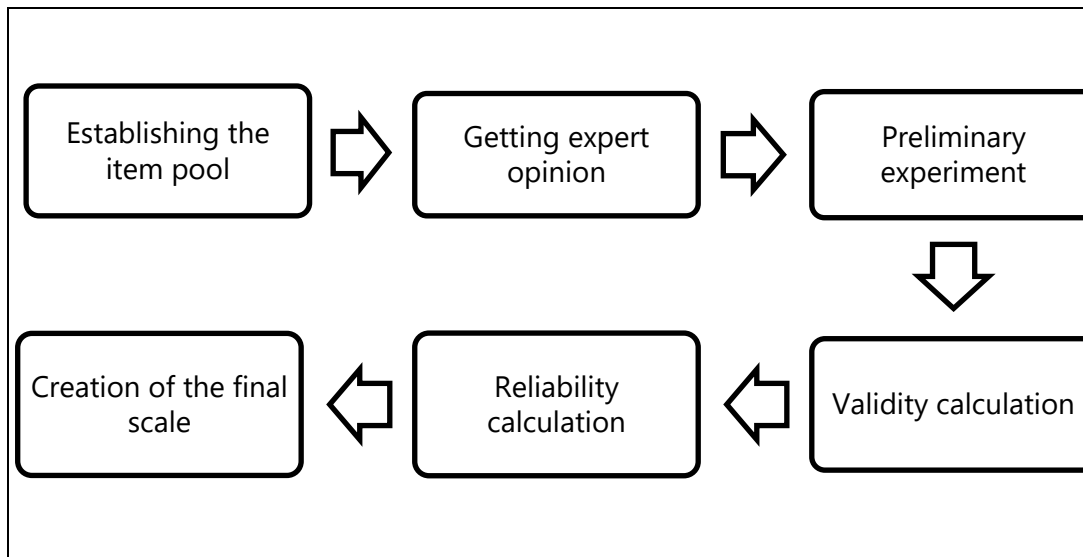 Establishing the
item pool
Getting expert
opinion
Preliminary
experiment
Validity calculation
Reliability
calculation
Creation of the final
scale